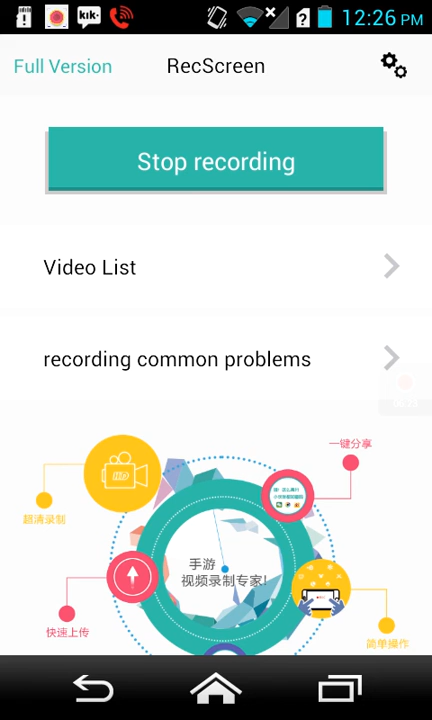 kik
12:26 PM
Full Version
RecScreen
Stop recording
Video List
recording common problems
一键分享
超清录制
手游
视频录制专家!
快速上传
简单操作